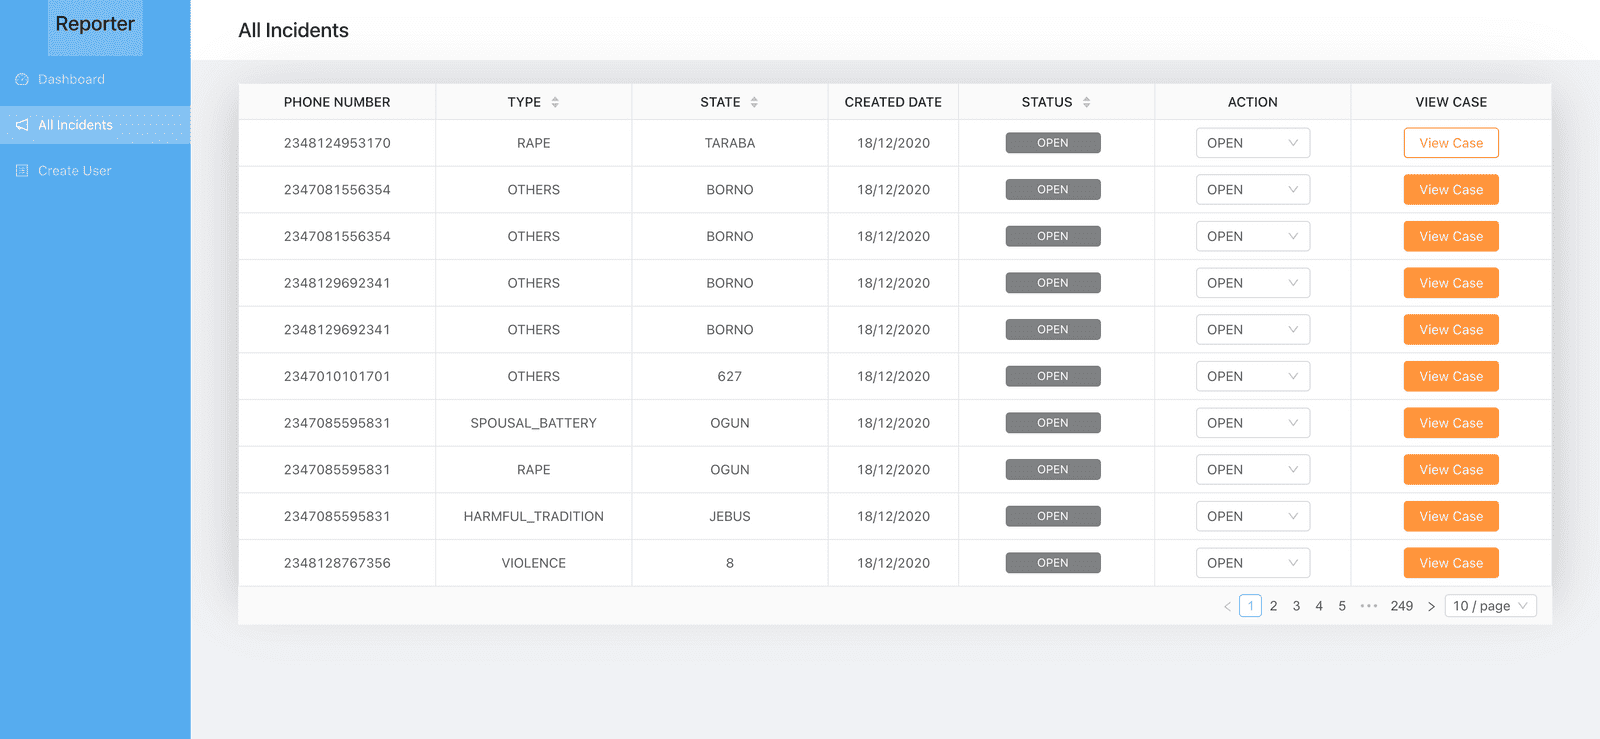 Reporter
All Incidents
Dashboard
All Incidents
Create User
PHONE NUMBER TYPE STATE CREATED DATE STATUS ACTION VIEW CASE
2348124953170 RAPE TARABA 18/12/2020 OPEN OPEN View Case
2347081556354 OTHERS BORNO 18/12/2020 OPEN OPEN View Case
2347081556354 OTHERS BORNO 18/12/2020 OPEN OPEN View Case
2348129692341 OTHERS BORNO 18/12/2020 OPEN OPEN View Case
2348129692341 OTHERS BORNO 18/12/2020 OPEN OPEN View Case
2347010101701 OTHERS 627 18/12/2020 OPEN OPEN View Case
2347085595831 SPOUSAL_BATTERY OGUN 18/12/2020 OPEN OPEN View Case
2347085595831 RAPE OGUN 18/12/2020 OPEN OPEN View Case
2347085595831 HARMFUL_TRADITION JEBUS 18/12/2020 OPEN OPEN View Case
2348128767356 VIOLENCE 8 18/12/2020 OPEN OPEN View Case
< 1 2 3 4 5 ••• 249 > 10 / page